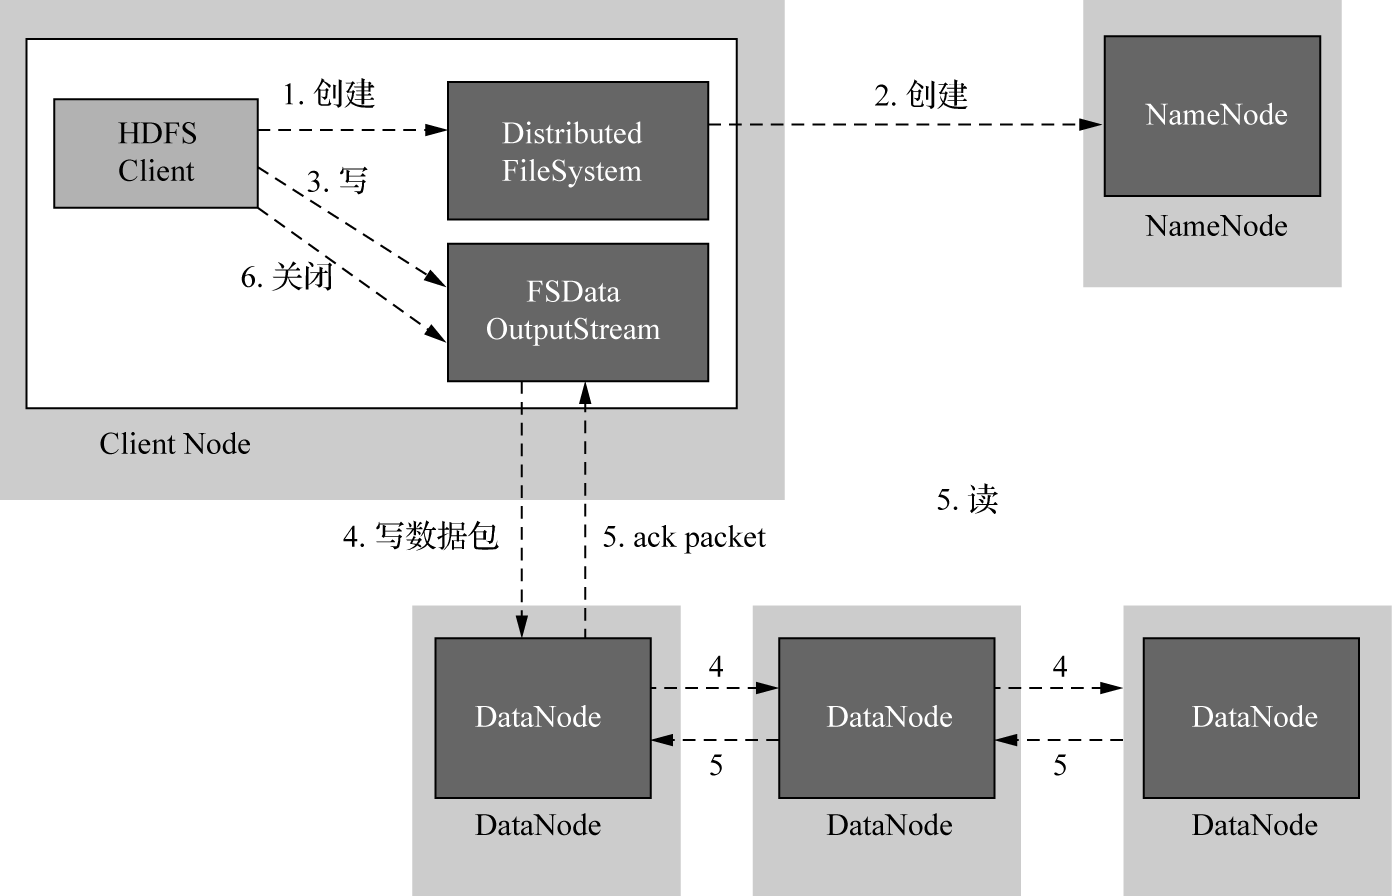 1. 创建
HDFS
Client
Distributed
FileSystem
2. 创建
NameNode
NameNode
3. 写
6. 关闭
FSData
OutputStream
Client Node
5. 读
4. 写数据包
5. ack packet
DataNode
4
5
DataNode
4
5
DataNode
DataNode
DataNode
DataNode